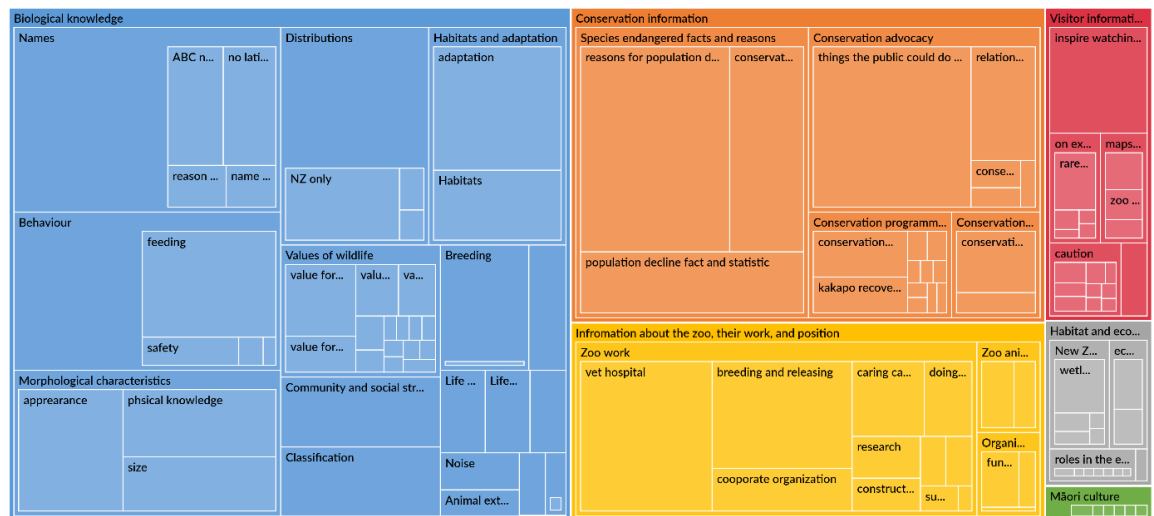 Biological knowledge
Names
ABC n...
no lati...
reason ...
name ...
Distributions
NZ only
Habitats and adaptation
adaptation
Habitats
Behaviour
feeding
safety
Values of wildlife
value for...
valu...
va...
value for...
Breeding
Morphological characteristics
apprearance
phsical knowledge
size
Community and social str...
Classification
Life ...
Life...
Noise
Animal ext...
Conservation information
Species endangered facts and reasons
reasons for population d...
conservat...
population decline fact and statistic
Conservation advocacy
things the public could do ...
relation...
conse...
Conservation programm...
conservation...
kakapo recove...
Conservation...
conservati...
Infromation about the zoo, their work, and position
Zoo work
vet hospital
breeding and releasing
cooporate organization
caring ca...
doing...
research
construct...
su...
Zoo ani...
Organi...
fun...
Visitor informati...
inspire watchin...
on ex...
rare...
maps...
zoo ...
caution
Habitat and eco...
New Z...
wetl...
ec...
roles in the e...
Māori culture